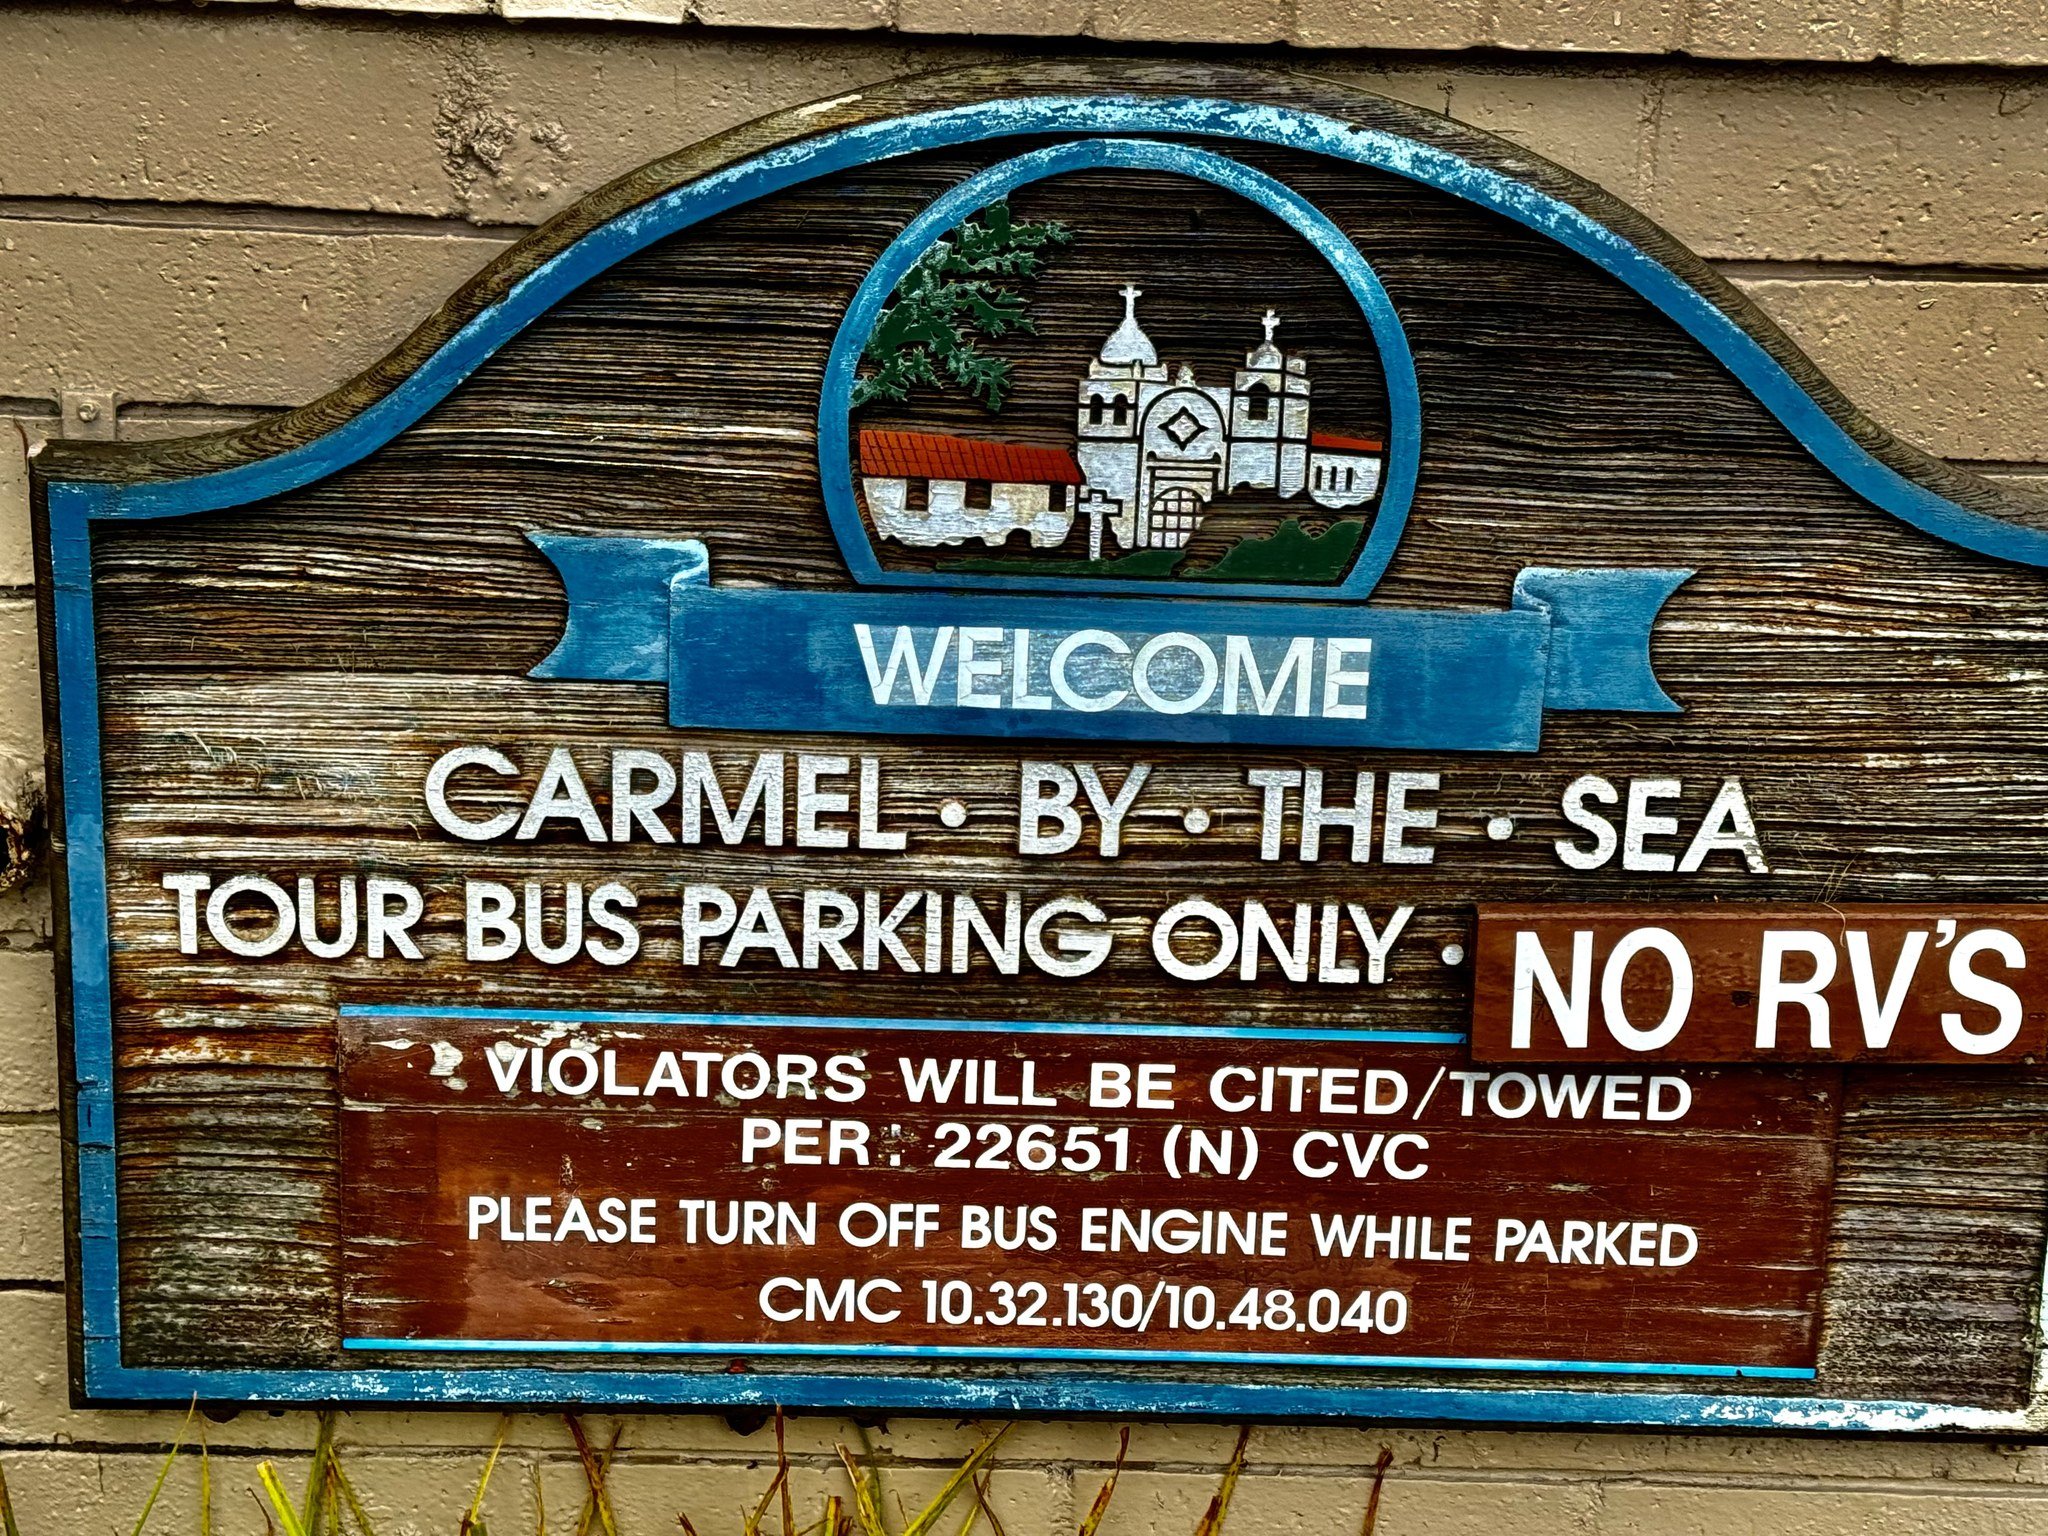 WELCOME
CARMEL • BY • THE • SEA
TOUR BUS PARKING ONLY • NO RV'S
VIOLATORS WILL BE CITED/TOWED
PER: 22651 (N) CVC
PLEASE TURN OFF BUS ENGINE WHILE PARKED
CMC 10.32.130/10.48.040